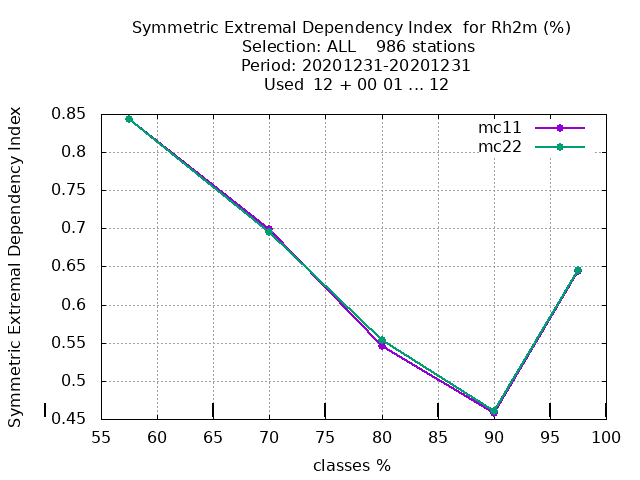 Symmetric Extremal Dependency Index for Rh2m (%)
Selection: ALL 986 stations
Period: 20201231-20201231
Used 12 + 00 01 ... 12
mc11
mc22
Symmetric Extremal Dependency Index
0.85
0.8
0.75
0.7
0.65
0.6
0.55
0.5
0.45
55 60 65 70 75 80 85 90 95 100
classes %